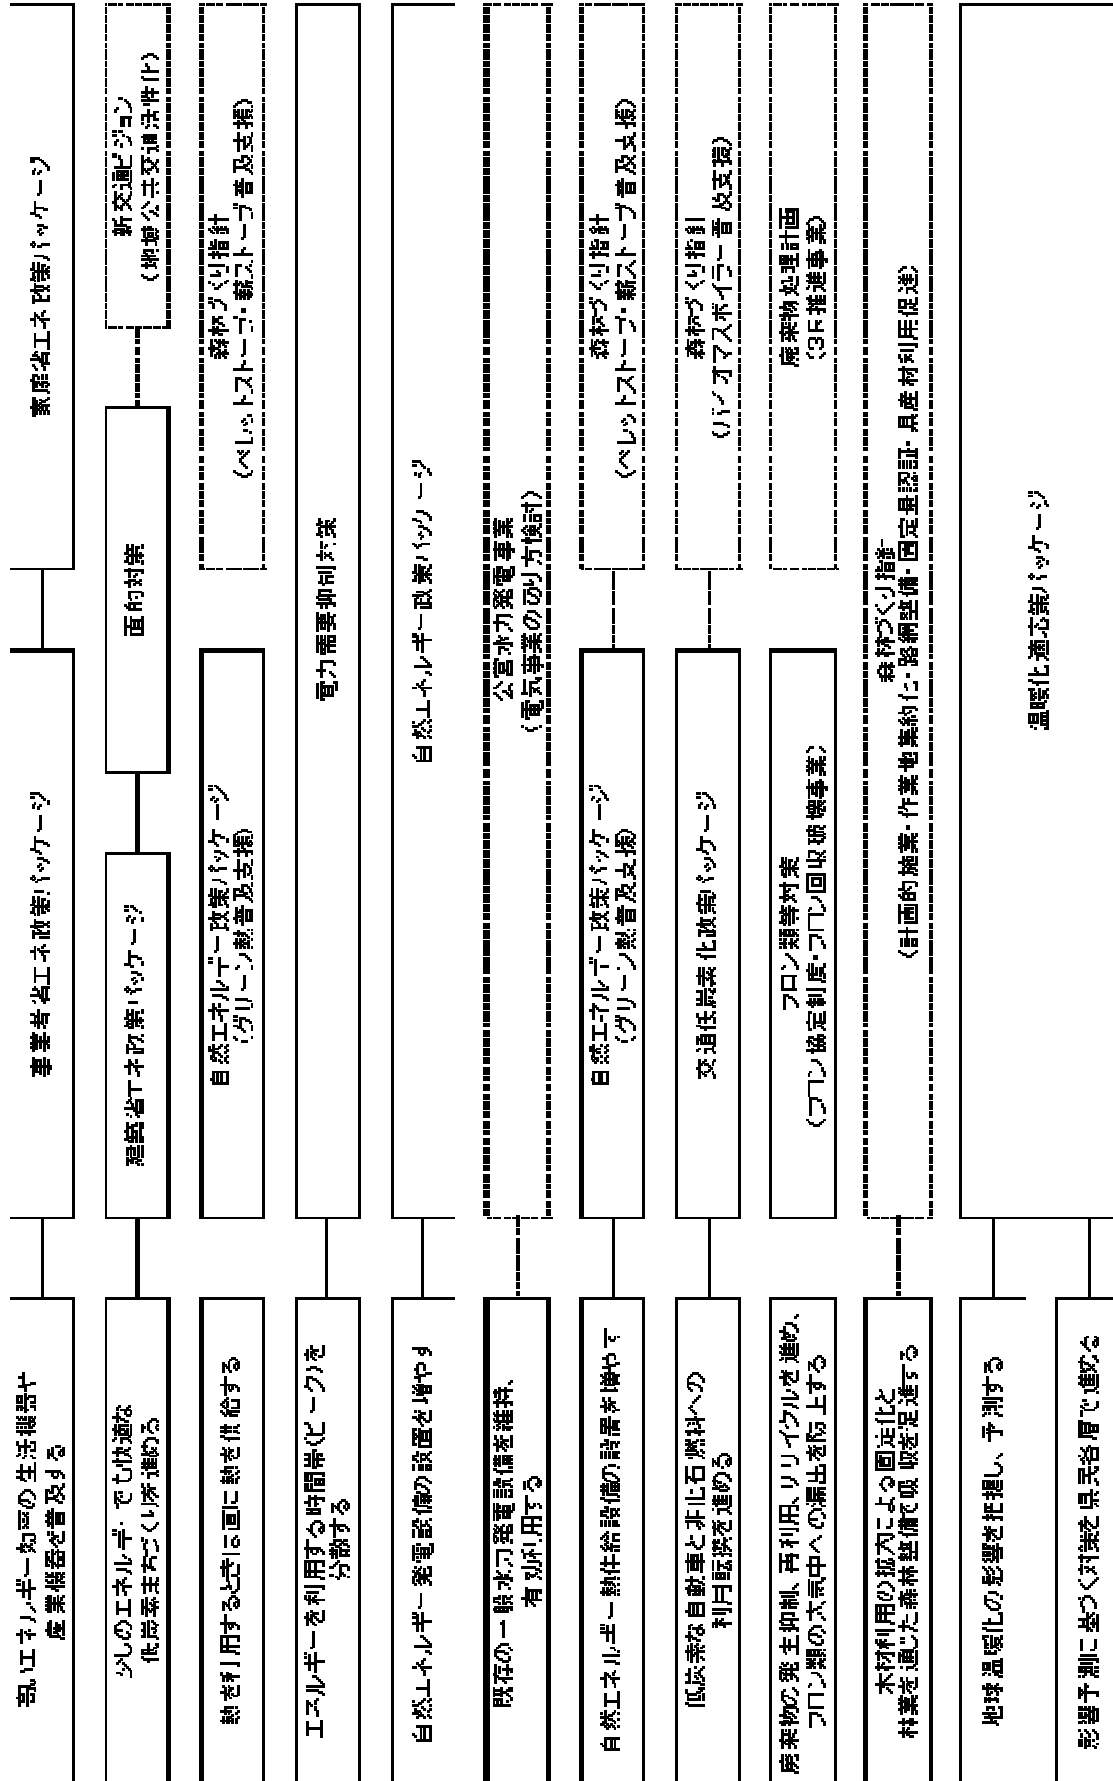 高いエネルギー効率の生活機器や
産業機器を普及する
事業者省エネ政策パッケージ
家庭省エネ政策パッケージ
少しのエネルギーでも快適な
低炭素まちづくりを進める
建築省エネ政策パッケージ
面的対策
新交通ビジョン
(地域公共交通活性化)
熱を利用するときは直に熱を供給する
自然エネルギー政策パッケージ
(グリーン熱普及支援)
森林づくり指針
(ペレットストーブ・薪ストーブ普及支援)
エネルギーを利用する時間帯(ピーク)を
分散する
電力需要抑制対策
自然エネルギー発電設備の設置を増やす
自然エネルギー政策パッケージ
既存の一般水力発電設備を維持、
有効利用する
公営水力発電事業
(電気事業のあり方検討)
自然エネルギー熱供給設備の設置を増やす
自然エネルギー政策パッケージ
(グリーン熱普及支援)
森林づくり指針
(ペレットストーブ・薪ストーブ普及支援)
低炭素な自動車と非化石燃料への
利用転換を進める
交通低炭素化政策パッケージ
森林づくり指針
(バイオマスボイラー普及支援)
廃棄物の発生抑制、再利用、リサイクルを進め、
フロン類の大気中への漏出を防止する
フロン類等対策
(フロン協定制度・フロン回収破壊事業)
廃棄物処理計画
(3R推進事業)
木材利用の拡大による固定化と
林業を通じた森林整備で吸収を促進する
森林づくり指針
(計画的施業・作業地集約化・路網整備・固定量認証・県産材利用促進)
地球温暖化の影響を把握し、予測する
影響予測に基づく対策を県民各層で進める
温暖化適応策パッケージ